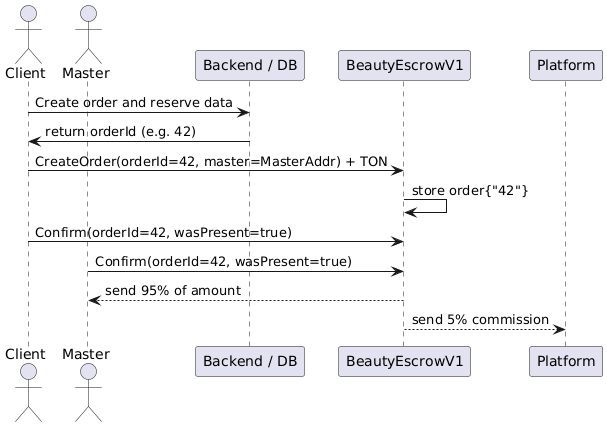 Client
Master
Backend / DB
BeautyEscrowV1
Platform
Create order and reserve data
return orderId (e.g. 42)
CreateOrder(orderId=42, master=MasterAddr) + TON
store order{"42"}
Confirm(orderId=42, wasPresent=true)
Confirm(orderId=42, wasPresent=true)
send 95% of amount
send 5% commission
Client
Master
Backend / DB
BeautyEscrowV1
Platform